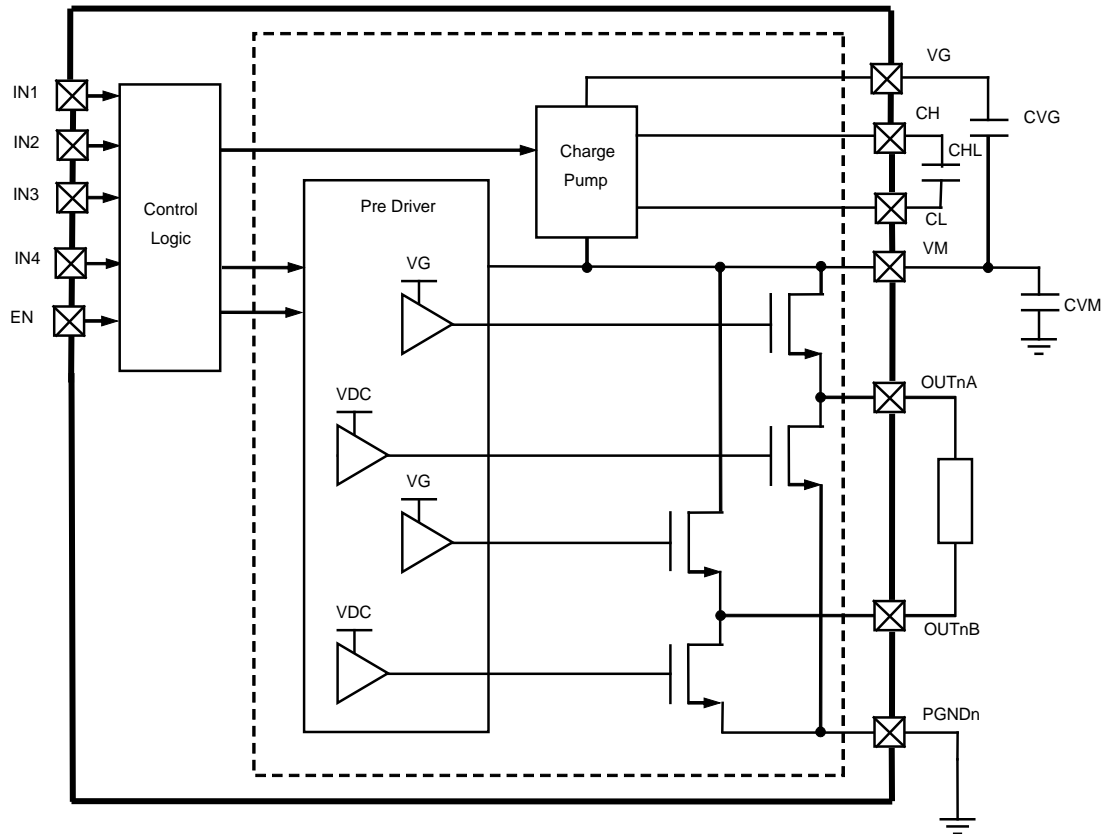 IN1
IN2
IN3
IN4
EN
Control
Logic
Pre Driver
VG
VDC
VG
VDC
Charge
Pump
VG
CVG
CH
CHL
CL
VM
CVM
OUTnA
OUTnB
PGNDn